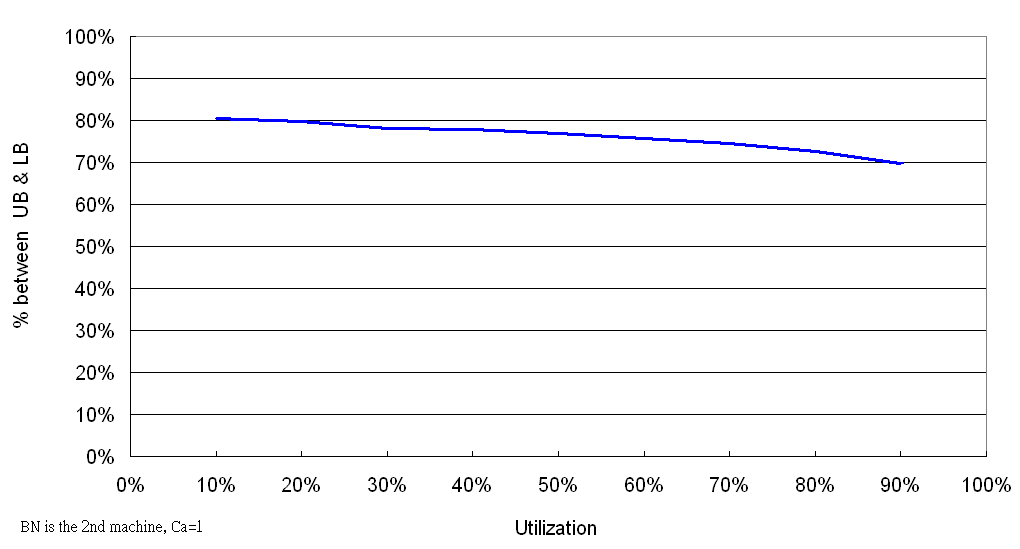 100%
90%
80%
70%
60%
50%
40%
30%
20%
10%
0%
% between UB & LB
0% 10% 20% 30% 40% 50% 60% 70% 80% 90% 100%
Utilization
BN is the 2nd machine, Ca=1